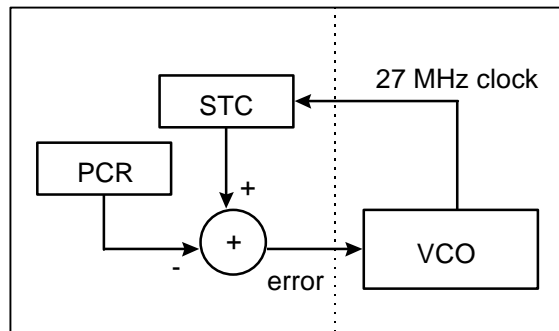 27 MHz clock
STC
PCR
+
+
-
error
VCO